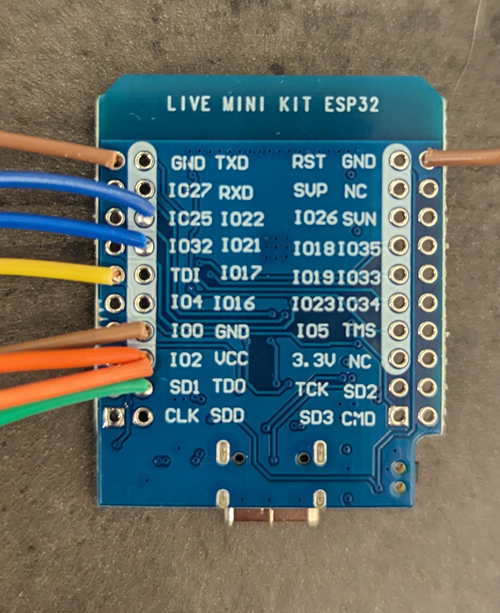 LIVE MINI KIT ESP32
GND TXD RST GND
IO27 RXD SVP NC
IO25 IO22 IO26 SVN
IO32 IO21 IO18 IO35
TDI IO17 IO19 IO33
IO4 IO16 IO23 IO34
IO0 GND IO5 TMS
IO2 VCC 3.3V NC
SD1 TDO TCK SD2
CLK SDD SD3 CMD